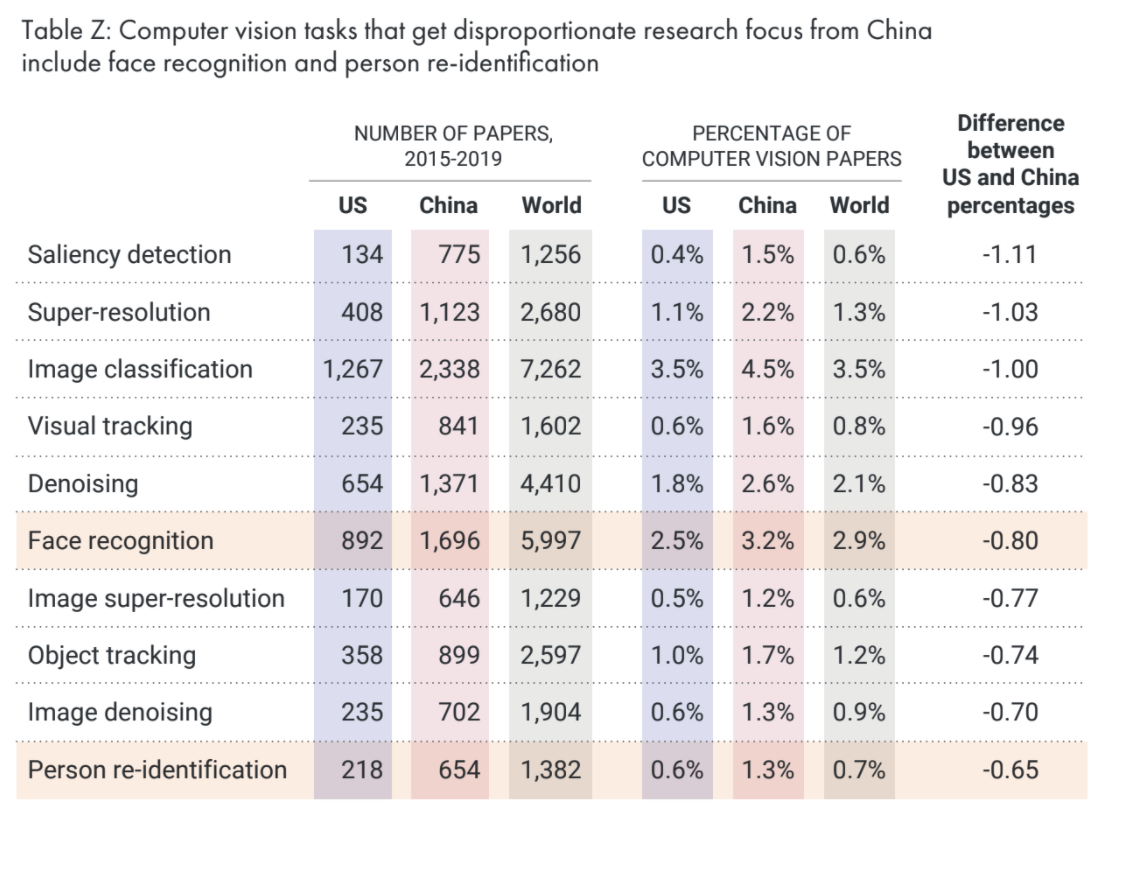 Table Z: Computer vision tasks that get disproportionate research focus from China
include face recognition and person re-identification
NUMBER OF PAPERS,
2015-2019
PERCENTAGE OF
COMPUTER VISION PAPERS
Difference
between
US and China
percentages
US China World US China World
Saliency detection 134 775 1,256 0.4% 1.5% 0.6% -1.11
Super-resolution 408 1,123 2,680 1.1% 2.2% 1.3% -1.03
Image classification 1,267 2,338 7,262 3.5% 4.5% 3.5% -1.00
Visual tracking 235 841 1,602 0.6% 1.6% 0.8% -0.96
Denoising 654 1,371 4,410 1.8% 2.6% 2.1% -0.83
Face recognition 892 1,696 5,997 2.5% 3.2% 2.9% -0.80
Image super-resolution 170 646 1,229 0.5% 1.2% 0.6% -0.77
Object tracking 358 899 2,597 1.0% 1.7% 1.2% -0.74
Image denoising 235 702 1,904 0.6% 1.3% 0.9% -0.70
Person re-identification 218 654 1,382 0.6% 1.3% 0.7% -0.65